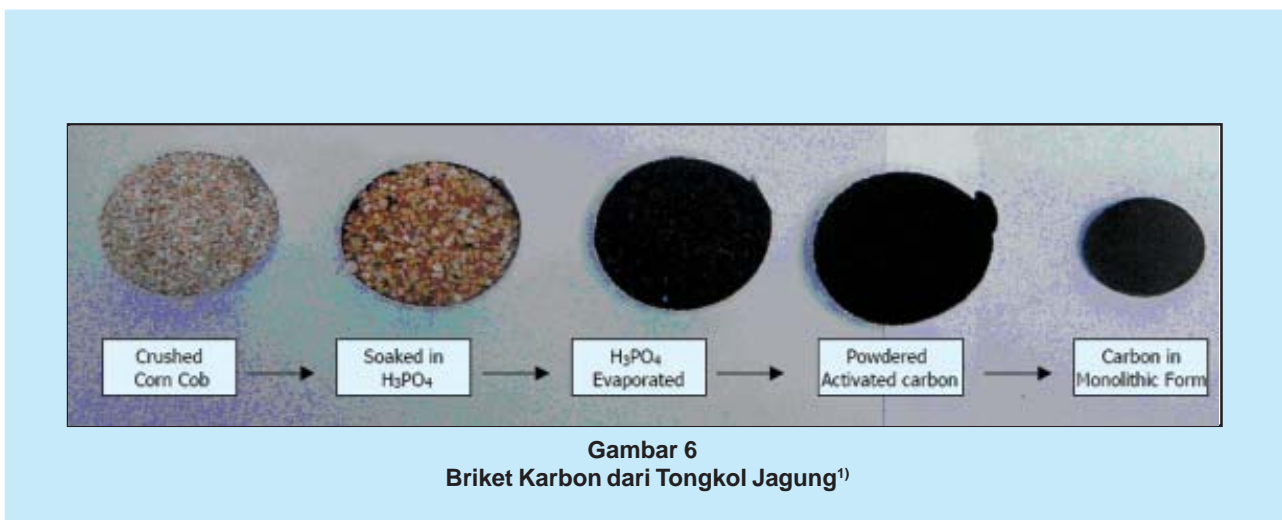 Crushed
Corn Cob
Soaked in
H₃PO₄
H₃PO₄
Evaporated
Powdered
Activated carbon
Carbon in
Monolithic Form
Gambar 6
Briket Karbon dari Tongkol Jagung¹⁾